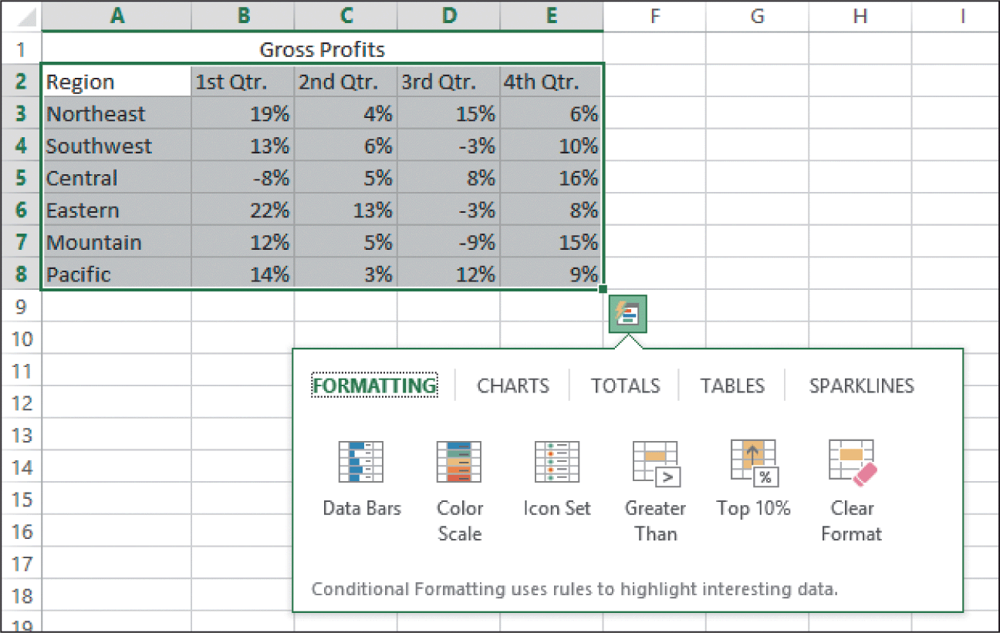 A B C D E F G H I
1 Gross Profits
2 Region 1st Qtr. 2nd Qtr. 3rd Qtr. 4th Qtr.
3 Northeast 19% 4% 15% 6%
4 Southwest 13% 6% -3% 10%
5 Central -8% 5% 8% 16%
6 Eastern 22% 13% -3% 8%
7 Mountain 12% 5% -9% 15%
8 Pacific 14% 3% 12% 9%
9
10
11
12
13
14
15
16
17
18
19
FORMATTING CHARTS TOTALS TABLES SPARKLINES
> %
Data Bars Color Icon Set Greater Top 10% Clear
Scale Than Format
Conditional Formatting uses rules to highlight interesting data.